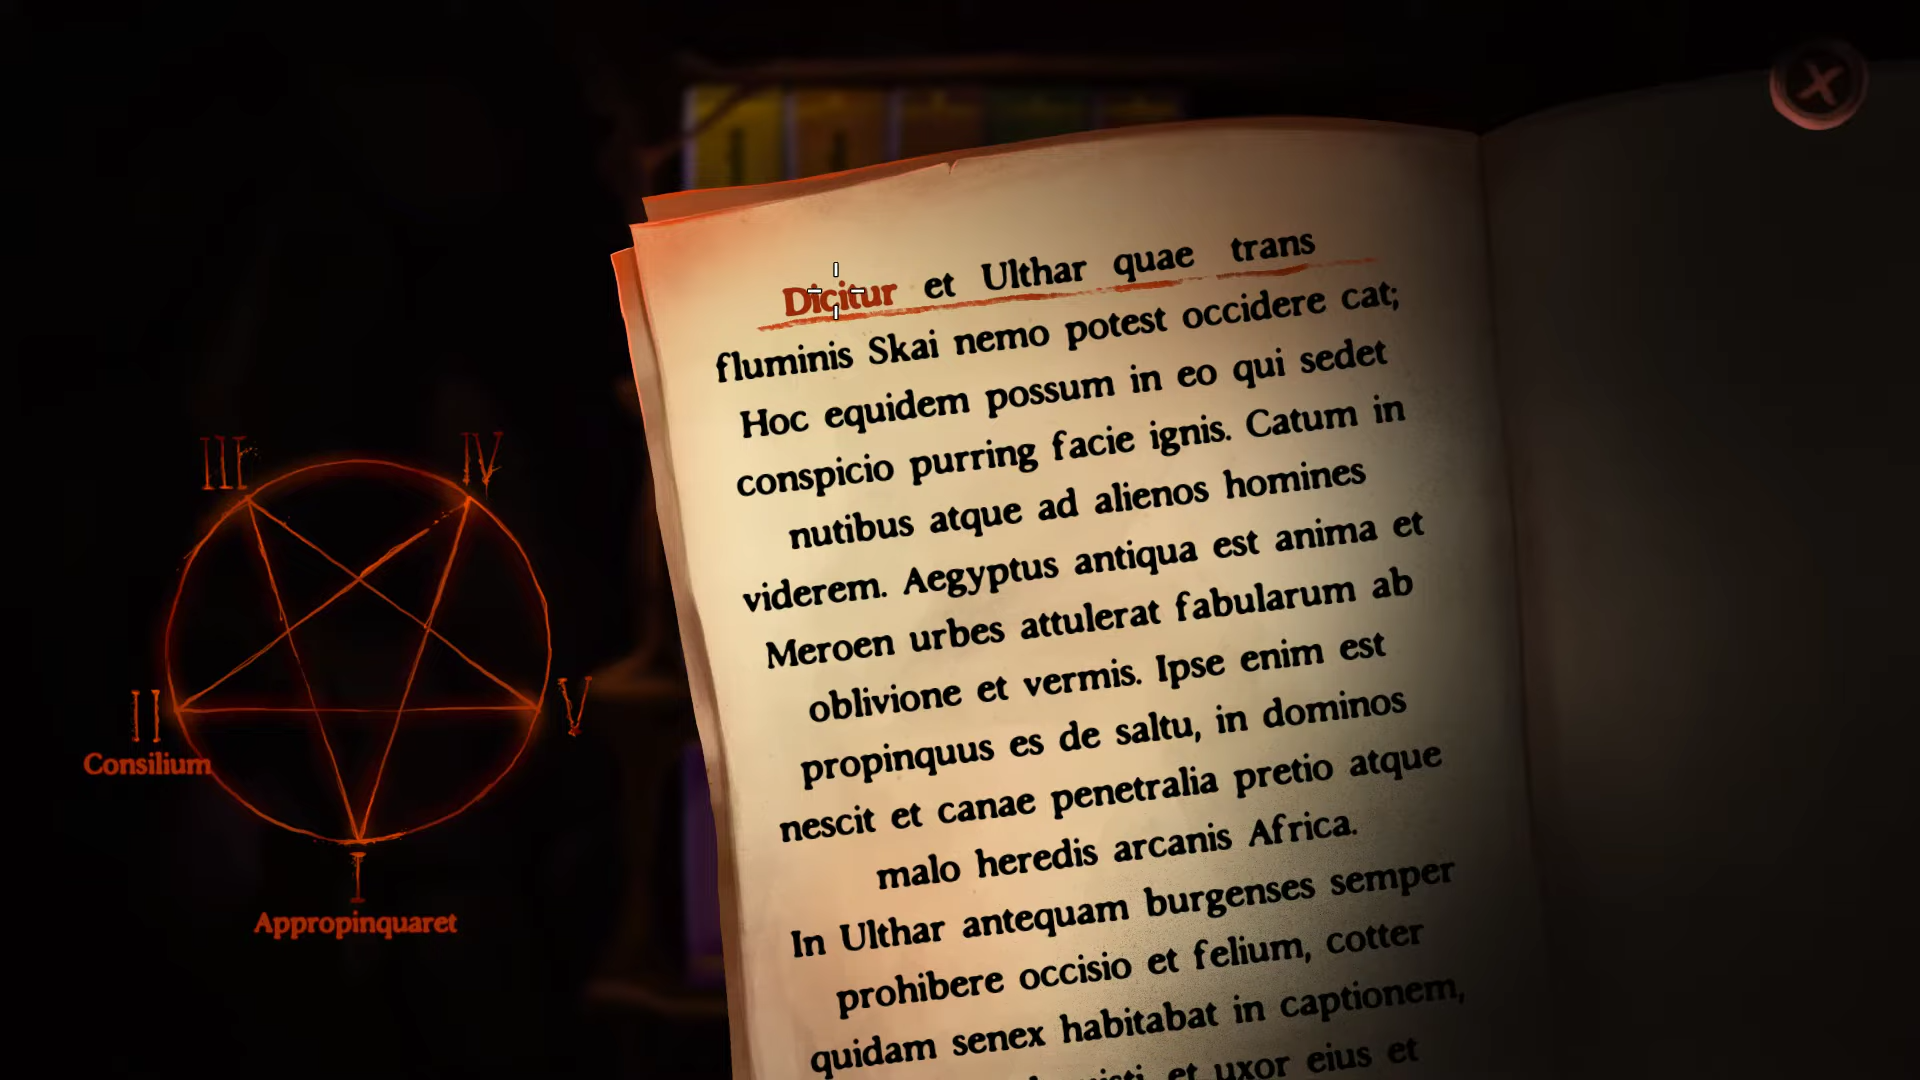 X
Dicitur et Ulthar quae trans
fluminis Skai nemo potest occidere cat;
Hoc equidem possum in eo qui sedet
conspicio purring facie ignis. Catum in
nutibus atque ad alienos homines
viderem. Aegyptus antiqua est anima et
Meroen urbes attulerat fabularum ab
oblivione et vermis. Ipse enim est
propinquus es de saltu, in dominos
nescit et canae penetralia pretio atque
malo heredis arcanis Africa.
In Ulthar antequam burgenses semper
prohibere occisio et felium, cotter
quidam senex habitabat in captionem,
et uxor eius et
III
IV
II
V
Consilium
I
Appropinquaret